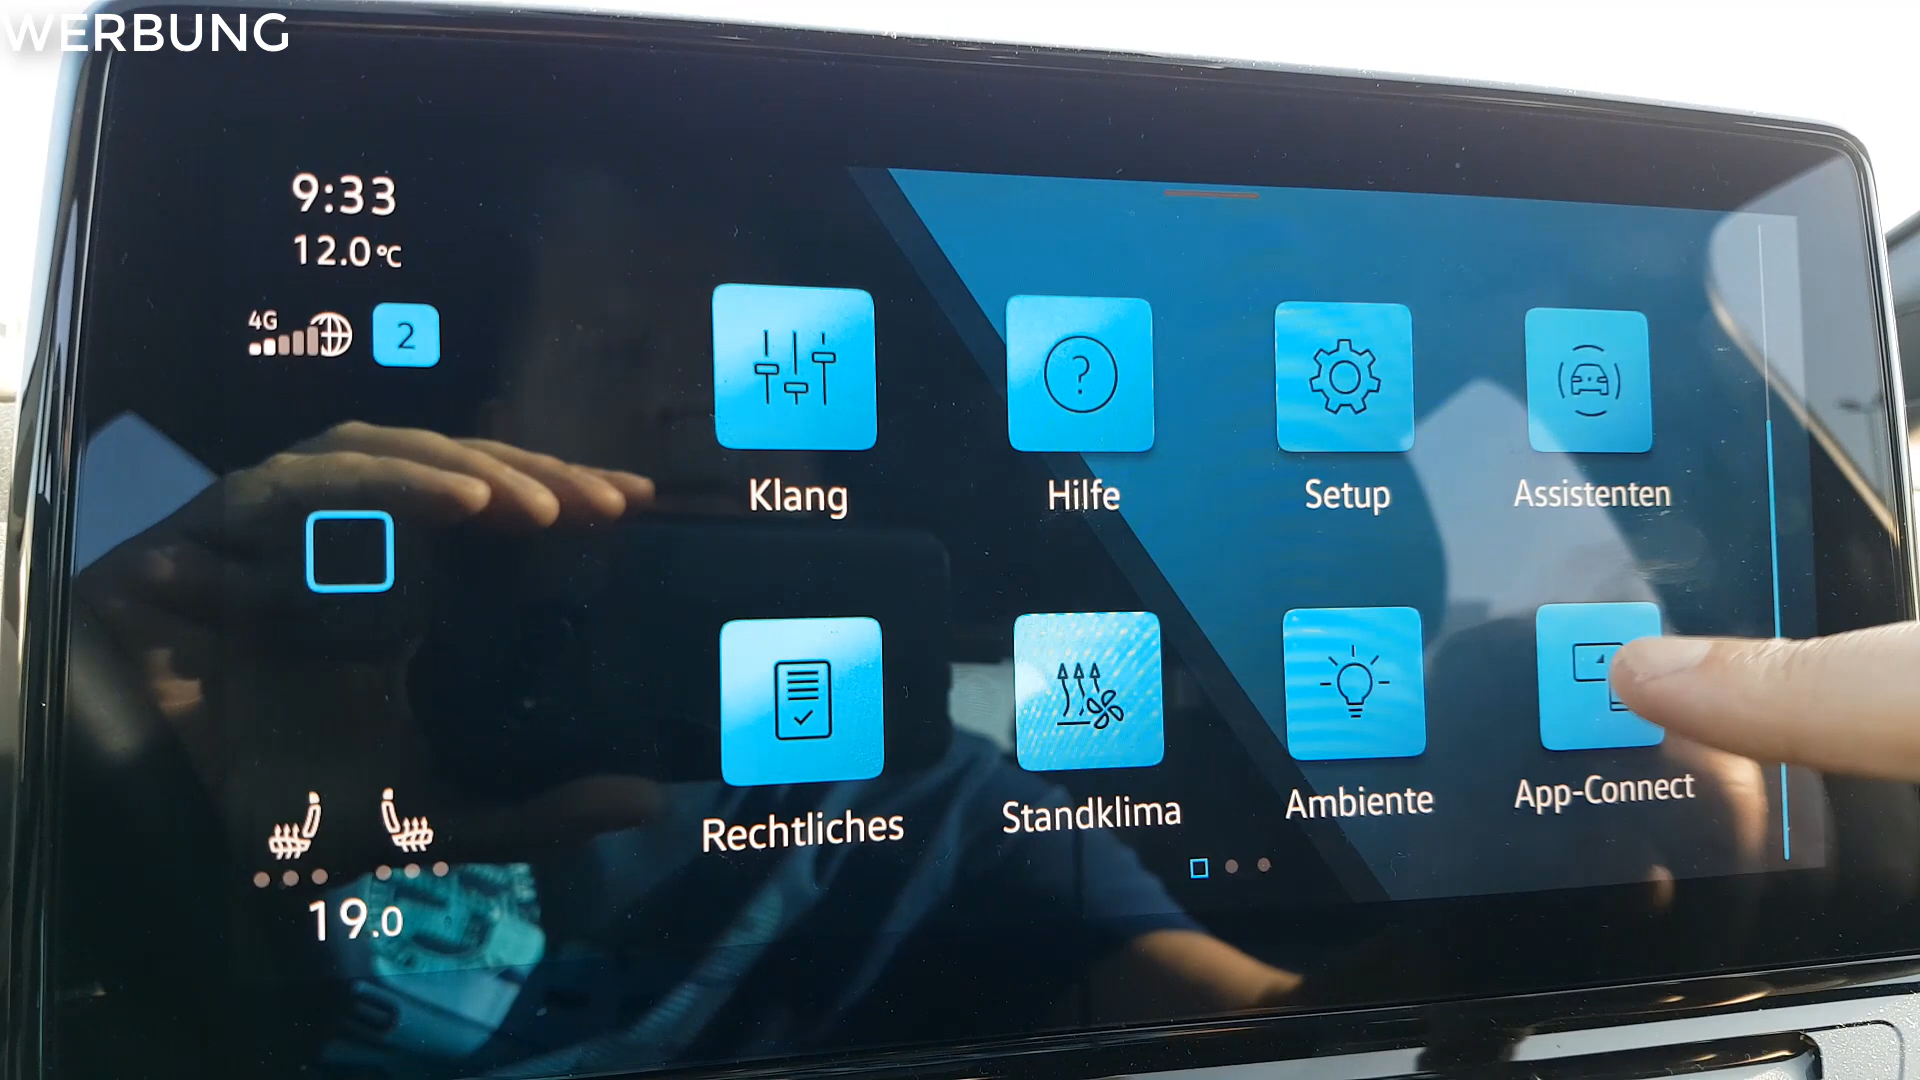 WERBUNG
9:33
12.0°C
4G
2
Klang
Hilfe
Setup
Assistenten
Rechtliches
Standklima
Ambiente
App-Connect
19.0